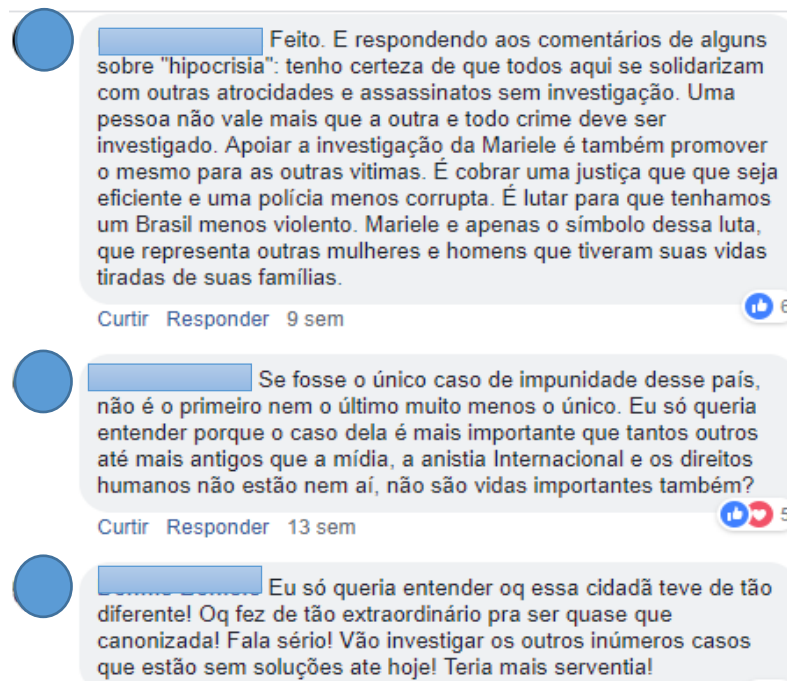 Feito. E respondendo aos comentários de alguns
sobre "hipocrisia": tenho certeza de que todos aqui se solidarizam
com outras atrocidades e assassinatos sem investigação. Uma
pessoa não vale mais que a outra e todo crime deve ser
investigado. Apoiar a investigação da Mariele é também promover
o mesmo para as outras vitimas. É cobrar uma justiça que que seja
eficiente e uma polícia menos corrupta. É lutar para que tenhamos
um Brasil menos violento. Mariele e apenas o símbolo dessa luta,
que representa outras mulheres e homens que tiveram suas vidas
tiradas de suas famílias.
6
Curtir Responder 9 sem
Se fosse o único caso de impunidade desse país,
não é o primeiro nem o último muito menos o único. Eu só queria
entender porque o caso dela é mais importante que tantos outros
até mais antigos que a mídia, a anistia Internacional e os direitos
humanos não estão nem aí, não são vidas importantes também?
5
Curtir Responder 13 sem
Eu só queria entender oq essa cidadã teve de tão
diferente! Oq fez de tão extraordinário pra ser quase que
canonizada! Fala sério! Vão investigar os outros inúmeros casos
que estão sem soluções ate hoje! Teria mais serventia!